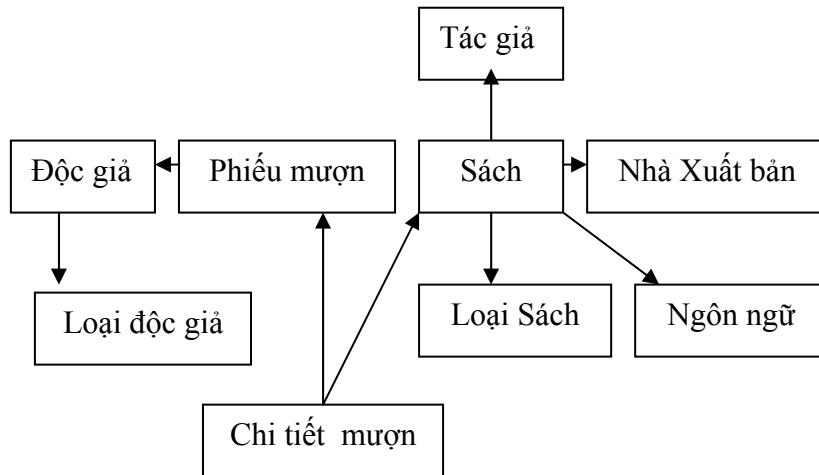 Tác giả
Độc giả
Phiếu mượn
Sách
Nhà Xuất bản
Loại độc giả
Loại Sách
Ngôn ngữ
Chi tiết mượn